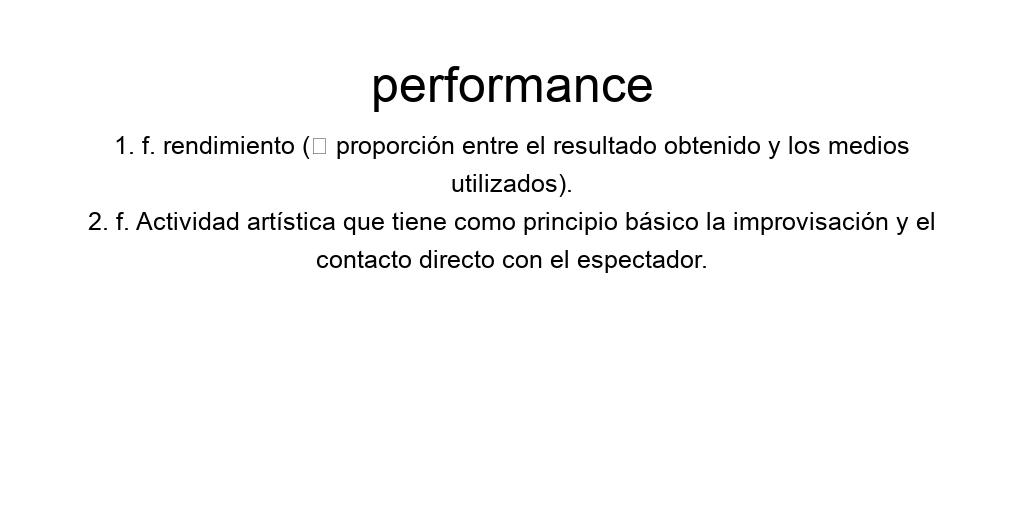 performance
1. f. rendimiento (□ proporción entre el resultado obtenido y los medios
utilizados).
2. f. Actividad artística que tiene como principio básico la improvisación y el
contacto directo con el espectador.